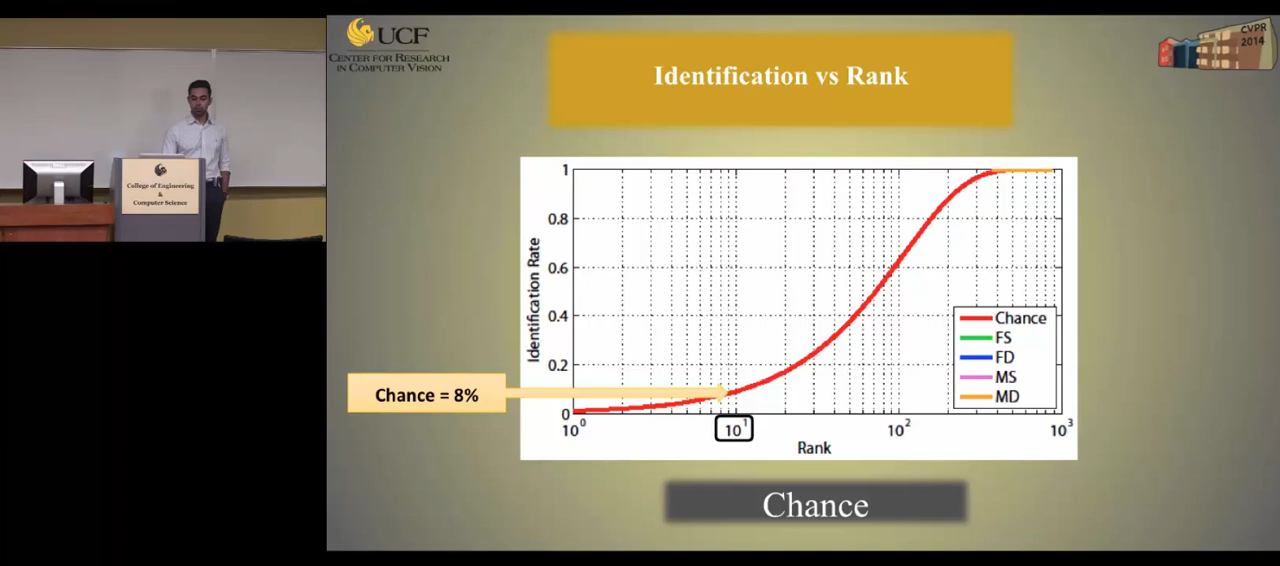 UCF
CENTER FOR RESEARCH
IN COMPUTER VISION
CVPR
2014
Identification vs Rank
College of Engineering
&
Computer Science
1
0.8
0.6
0.4
0.2
0
Identification Rate
Chance
FS
FD
MS
MD
Chance = 8%
10⁰
10¹
10²
10³
Rank
Chance